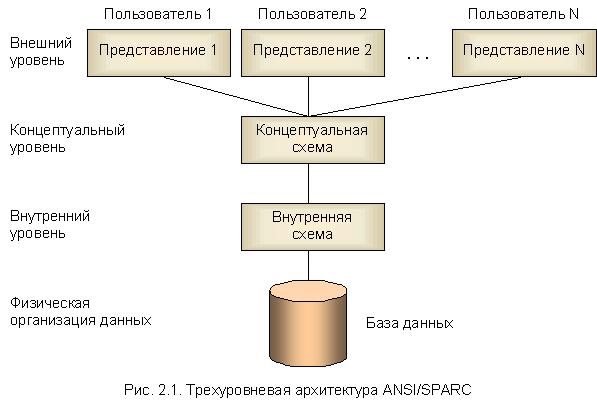 Пользователь 1 Пользователь 2 Пользователь N
Внешний Представление 1 Представление 2 ... Представление N
уровень
Концептуальный Концептуальная
уровень схема
Внутренний Внутренняя
уровень схема
Физическая
организация данных База данных
Рис. 2.1. Трехуровневая архитектура ANSI/SPARC